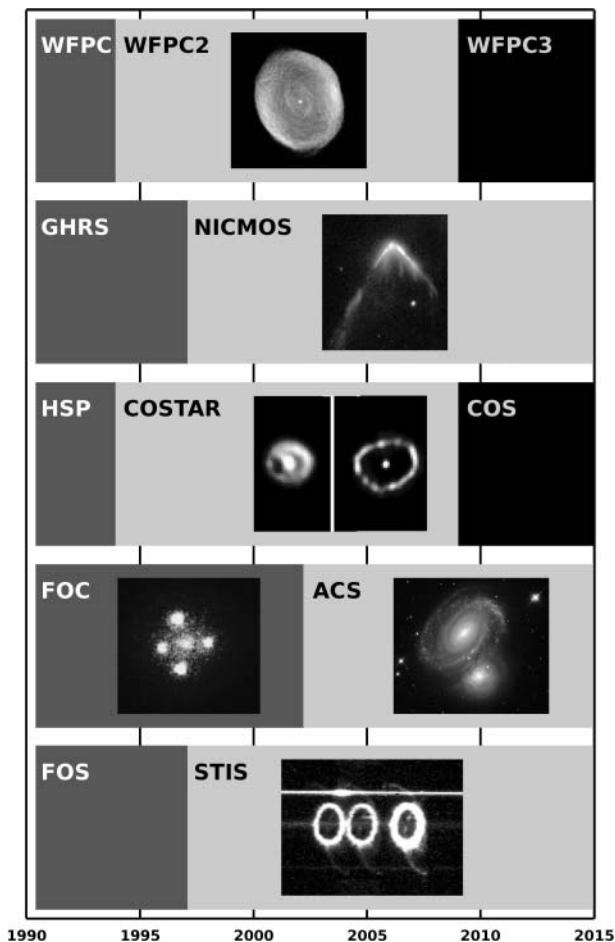 WFPC WFPC2 WFPC3
GHRS NICMOS
HSP COSTAR COS
FOC ACS
FOS STIS
1990 1995 2000 2005 2010 2015